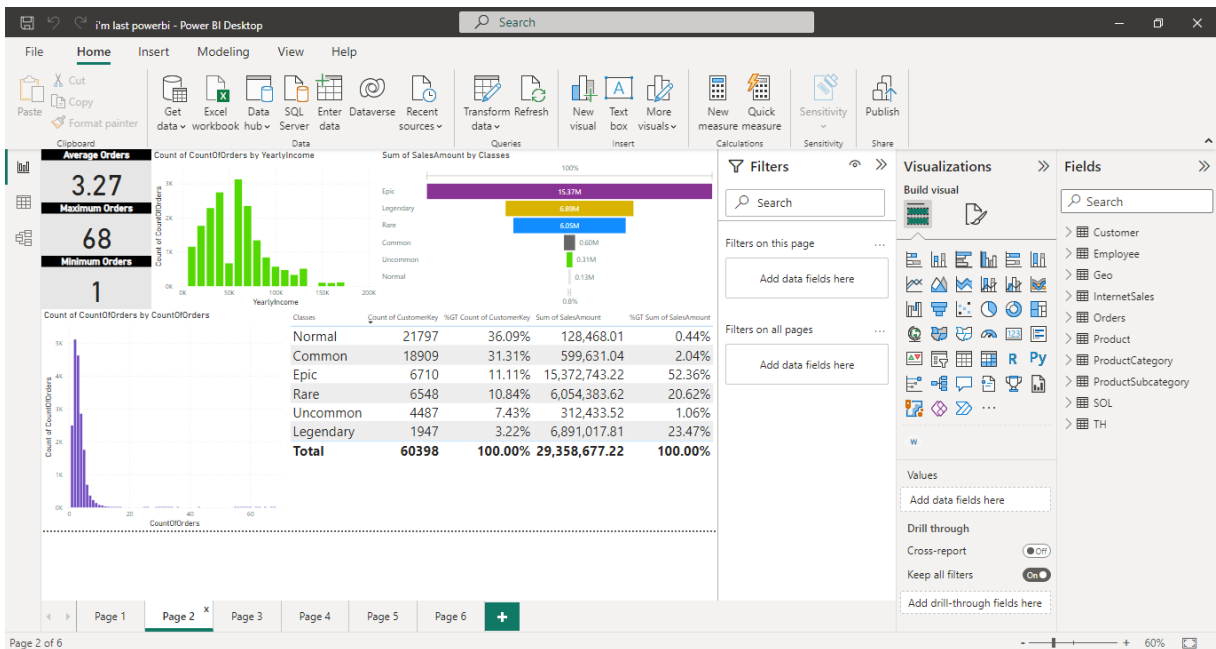 i'm last powerbi - Power BI Desktop
Search
File Home Insert Modeling View Help
Paste
Cut
Copy
Format painter
Get data
Excel workbook
Data hub
SQL Server
Enter data
Dataverse
Recent sources
Transform data
Refresh
New visual
Text box
More visuals
New measure
Quick measure
Sensitivity
Publish
Clipboard
Data
Queries
Insert
Calculations
Sensitivity
Share
Average Orders
3.27
Maximum Orders
68
Minimum Orders
1
Count of CountOfOrders by YearlyIncome
Count of CountOfOrders
3K
2K
1K
0K
0K 50K 100K 150K 200K
YearlyIncome
Sum of SalesAmount by Classes
100%
Epic 15.37M
Legendary 6.89M
Rare 6.05M
Common 0.60M
Uncommon 0.31M
Normal 0.13M
0.8%
Count of CountOfOrders by CountOfOrders
Count of CountOfOrders
5K
4K
3K
2K
1K
0K
0 20 40 60
CountOfOrders
Classes Count of CustomerKey %GT Count of CustomerKey Sum of SalesAmount %GT Sum of SalesAmount
Normal 21797 36.09% 128,468.01 0.44%
Common 18909 31.31% 599,631.04 2.04%
Epic 6710 11.11% 15,372,743.22 52.36%
Rare 6548 10.84% 6,054,383.62 20.62%
Uncommon 4487 7.43% 312,433.52 1.06%
Legendary 1947 3.22% 6,891,017.81 23.47%
Total 60398 100.00% 29,358,677.22 100.00%
Filters
Search
Filters on this page ...
Add data fields here
Filters on all pages ...
Add data fields here
Visualizations
Build visual
123
R Py
...
W
Values
Add data fields here
Drill through
Cross-report Off
Keep all filters On
Add drill-through fields here
Fields
Search
Customer
Employee
Geo
InternetSales
Orders
Product
ProductCategory
ProductSubcategory
SOL
TH
Page 1 Page 2 x Page 3 Page 4 Page 5 Page 6 +
Page 2 of 6
- + 60%